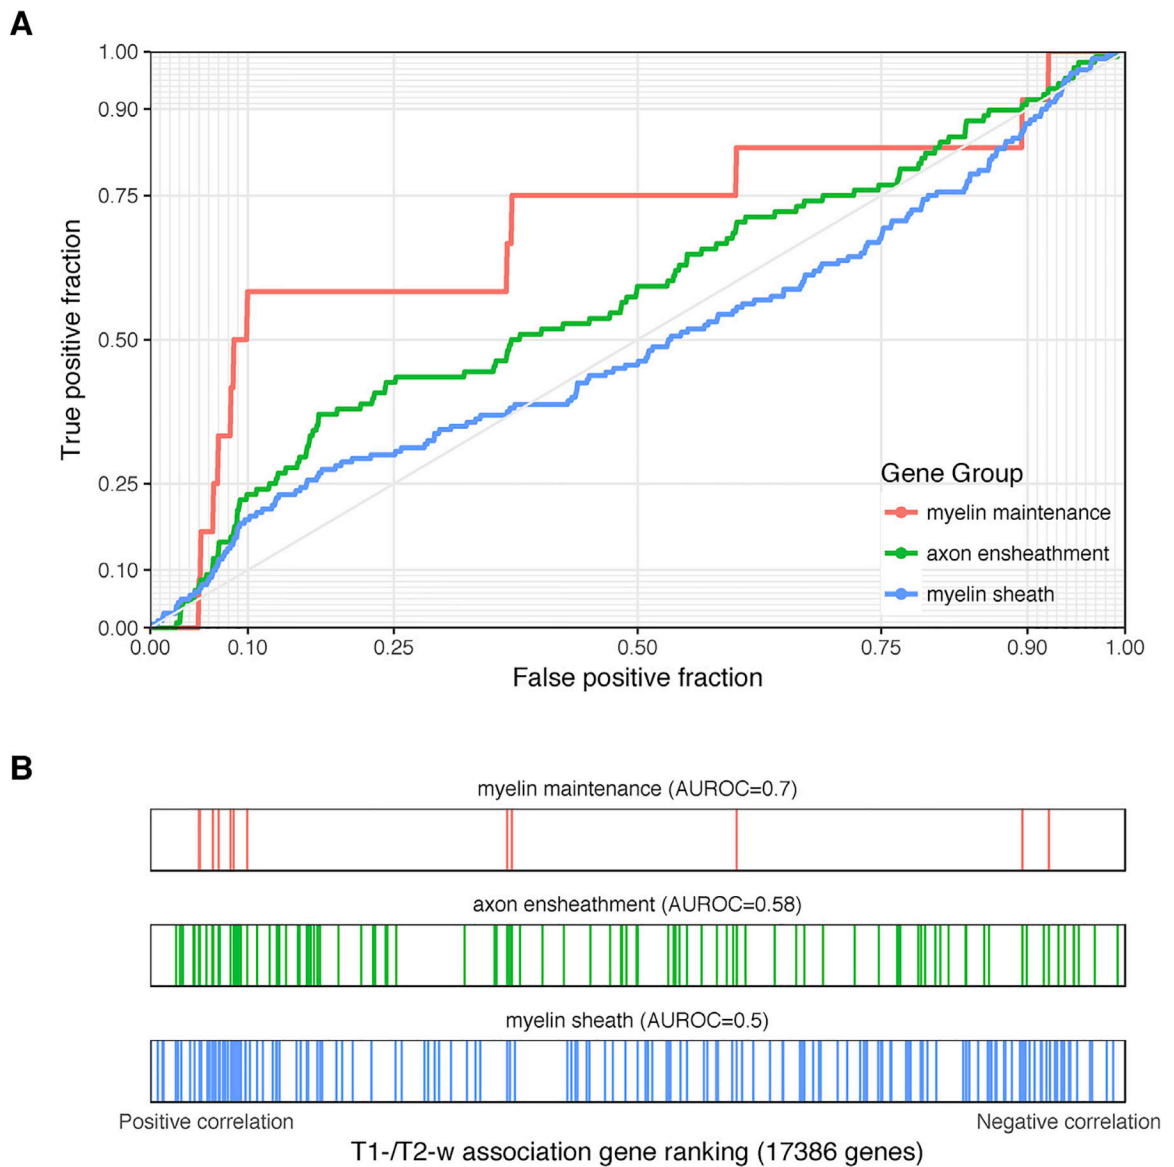 A
1.00
0.90
0.75
0.50
0.25
0.10
0.00
True positive fraction
0.00 0.10 0.25 0.50 0.75 0.90 1.00
False positive fraction
Gene Group
myelin maintenance
axon ensheathment
myelin sheath
B
myelin maintenance (AUROC=0.7)
axon ensheathment (AUROC=0.58)
myelin sheath (AUROC=0.5)
Positive correlation Negative correlation
T1-/T2-w association gene ranking (17386 genes)